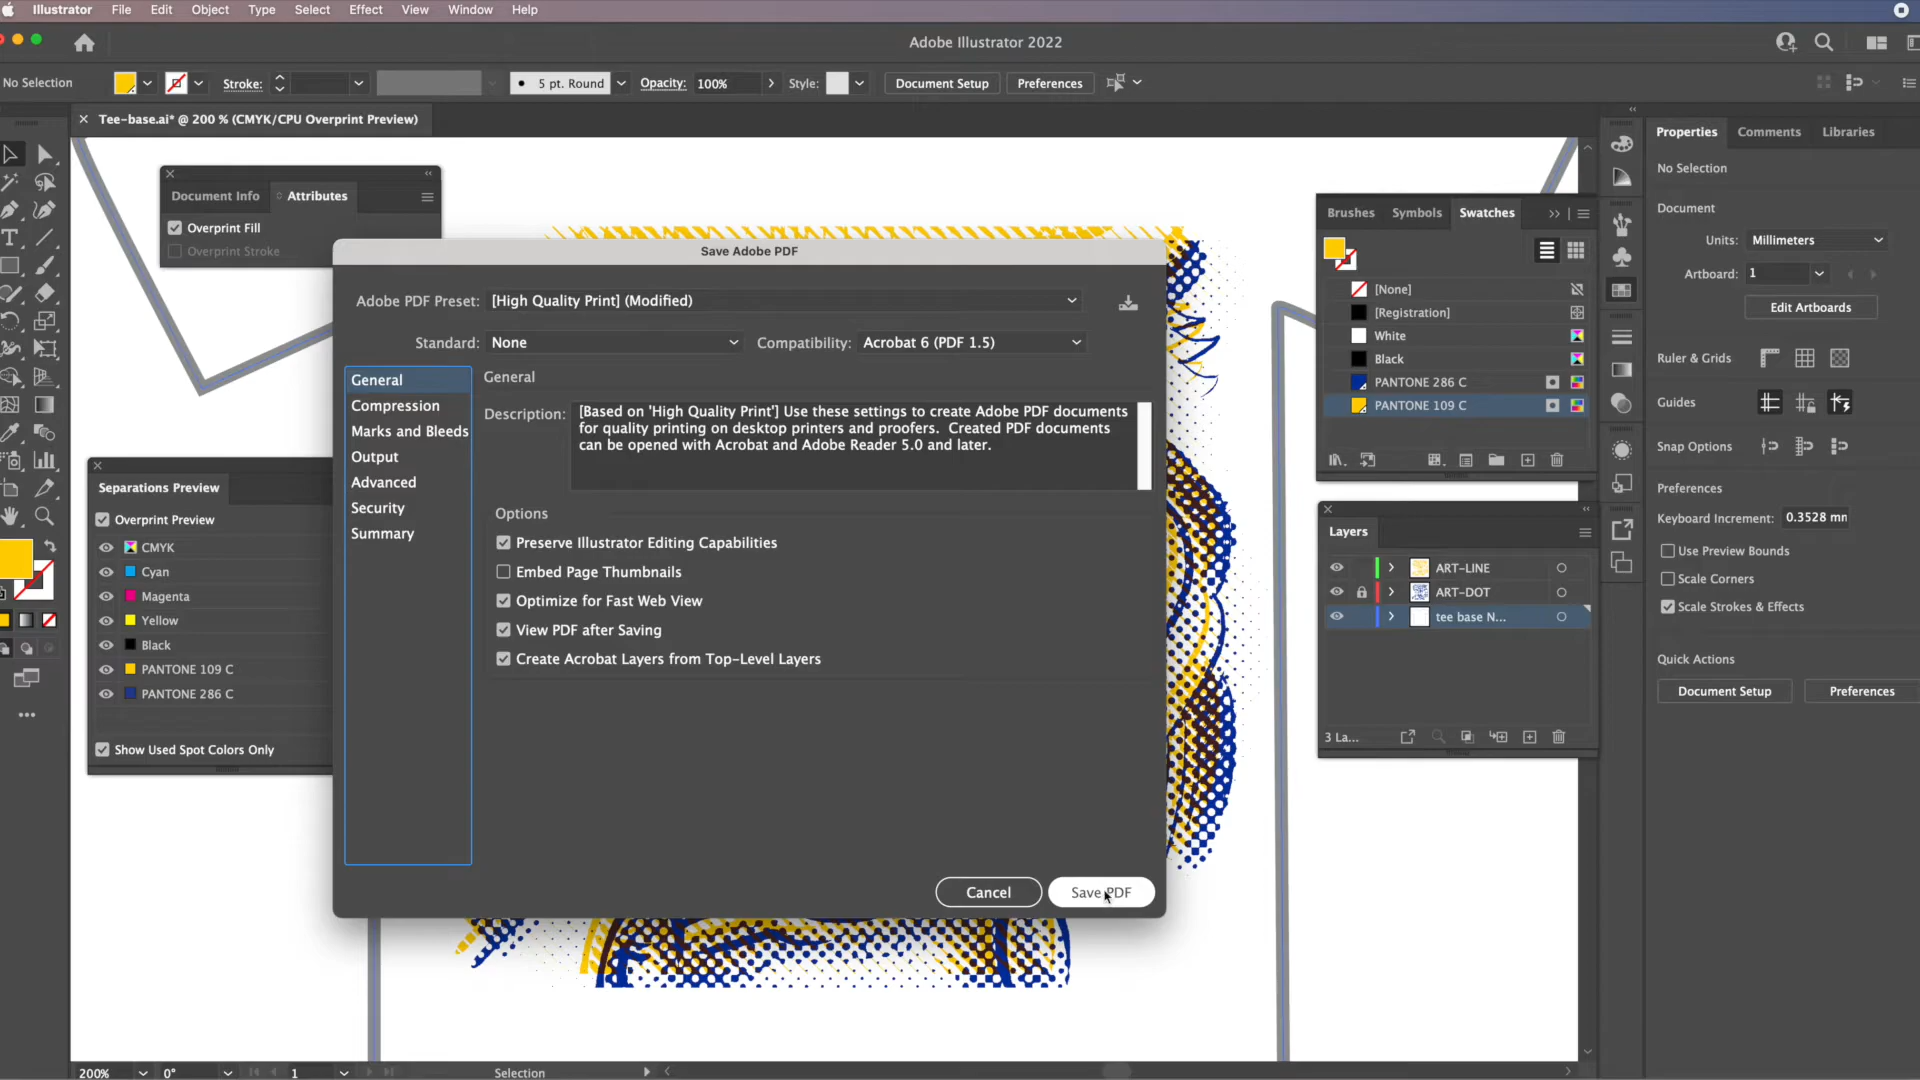 Illustrator File Edit Object Type Select Effect View Window Help
Adobe Illustrator 2022
No Selection
Stroke:
5 pt. Round
Opacity: 100%
Style:
Document Setup
Preferences
Tee-base.ai* @ 200 % (CMYK/CPU Overprint Preview)
Document Info
Attributes
Overprint Fill
Overprint Stroke
Separations Preview
Overprint Preview
CMYK
Cyan
Magenta
Yellow
Black
PANTONE 109 C
PANTONE 286 C
Show Used Spot Colors Only
Save Adobe PDF
Adobe PDF Preset: [High Quality Print] (Modified)
Standard: None
Compatibility: Acrobat 6 (PDF 1.5)
General
Compression
Marks and Bleeds
Output
Advanced
Security
Summary
General
Description: [Based on 'High Quality Print'] Use these settings to create Adobe PDF documents
for quality printing on desktop printers and proofers. Created PDF documents
can be opened with Acrobat and Adobe Reader 5.0 and later.
Options
Preserve Illustrator Editing Capabilities
Embed Page Thumbnails
Optimize for Fast Web View
View PDF after Saving
Create Acrobat Layers from Top-Level Layers
Cancel
Save PDF
Brushes Symbols Swatches
[None]
[Registration]
White
Black
PANTONE 286 C
PANTONE 109 C
Layers
ART-LINE
ART-DOT
tee base N...
3 La...
Properties Comments Libraries
No Selection
Document
Units: Millimeters
Artboard: 1
Edit Artboards
Ruler & Grids
Guides
Snap Options
Preferences
Keyboard Increment: 0.3528 mm
Use Preview Bounds
Scale Corners
Scale Strokes & Effects
Quick Actions
Document Setup
Preferences
200%
0°
1
Selection